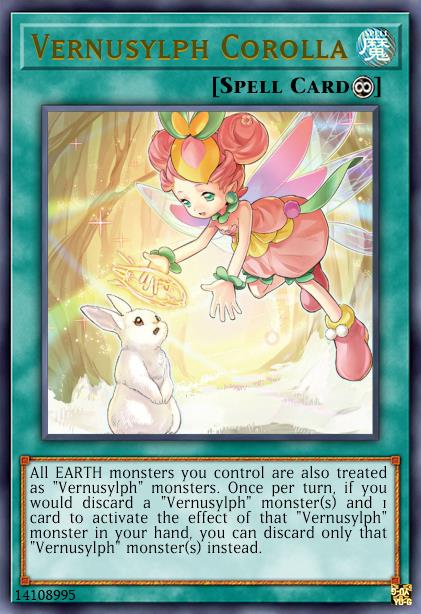 VERNUSYLPH COROLLA
SPELL
魔
[SPELL CARD]
All EARTH monsters you control are also treated
as "Vernusylph" monsters. Once per turn, if you
would discard a "Vernusylph" monster(s) and 1
card to activate the effect of that "Vernusylph"
monster in your hand, you can discard only that
"Vernusylph" monster(s) instead.
14108995